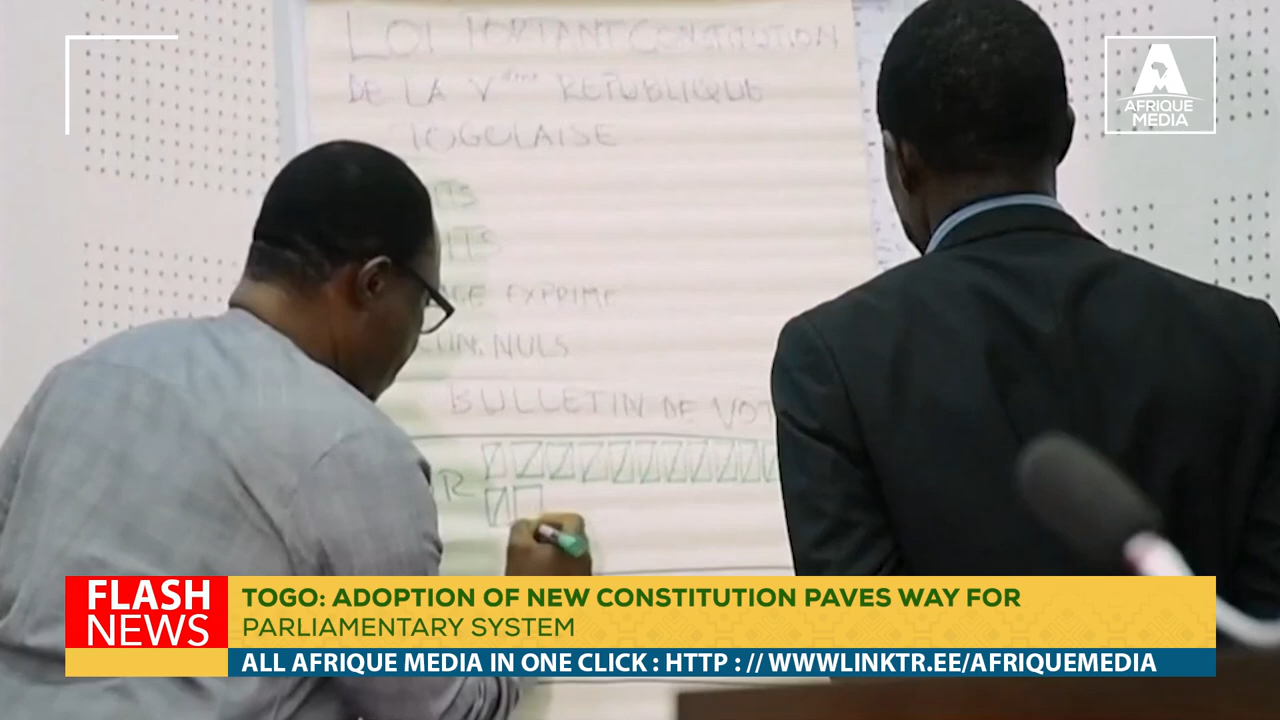 LOI PORTANT CONSTITUTION
DE LA Vème REPUBLIQUE
TOGOLAISE
EXPRIME
NULS
BULLETIN DE VOT
AFRIQUE
MEDIA
FLASH
NEWS
TOGO: ADOPTION OF NEW CONSTITUTION PAVES WAY FOR
PARLIAMENTARY SYSTEM
ALL AFRIQUE MEDIA IN ONE CLICK : HTTP : // WWWLINKTR.EE/AFRIQUEMEDIA